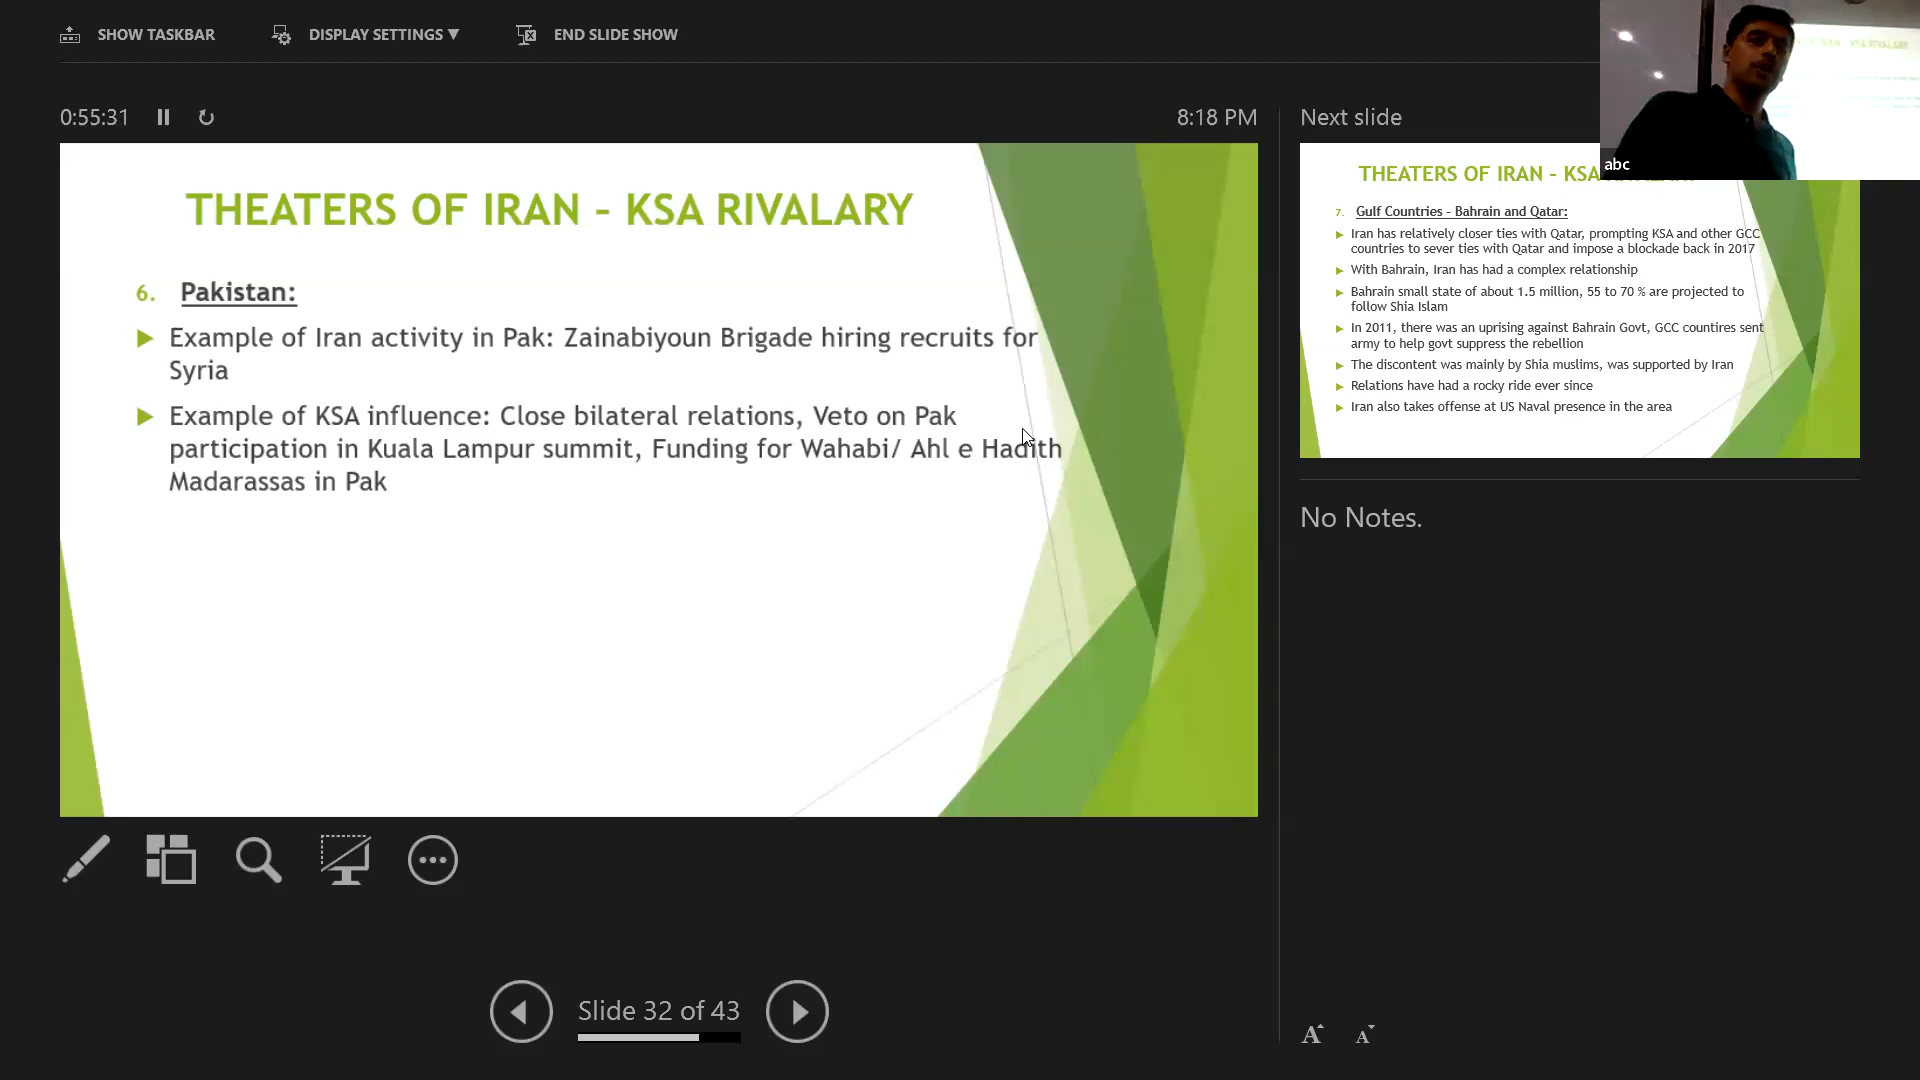 SHOW TASKBAR
DISPLAY SETTINGS ▼
END SLIDE SHOW
0:55:31
8:18 PM
THEATERS OF IRAN - KSA RIVALARY
6. Pakistan:
Example of Iran activity in Pak: Zainabiyoun Brigade hiring recruits for
Syria
Example of KSA influence: Close bilateral relations, Veto on Pak
participation in Kuala Lampur summit, Funding for Wahabi/ Ahl e Hadith
Madarassas in Pak
Slide 32 of 43
Next slide
abc
THEATERS OF IRAN - KSA
7. Gulf Countries - Bahrain and Qatar:
Iran has relatively closer ties with Qatar, prompting KSA and other GCC
countries to sever ties with Qatar and impose a blockade back in 2017
With Bahrain, Iran has had a complex relationship
Bahrain small state of about 1.5 million, 55 to 70 % are projected to
follow Shia Islam
In 2011, there was an uprising against Bahrain Govt, GCC countires sent
army to help govt suppress the rebellion
The discontent was mainly by Shia muslims, was supported by Iran
Relations have had a rocky ride ever since
Iran also takes offense at US Naval presence in the area
No Notes.
A A